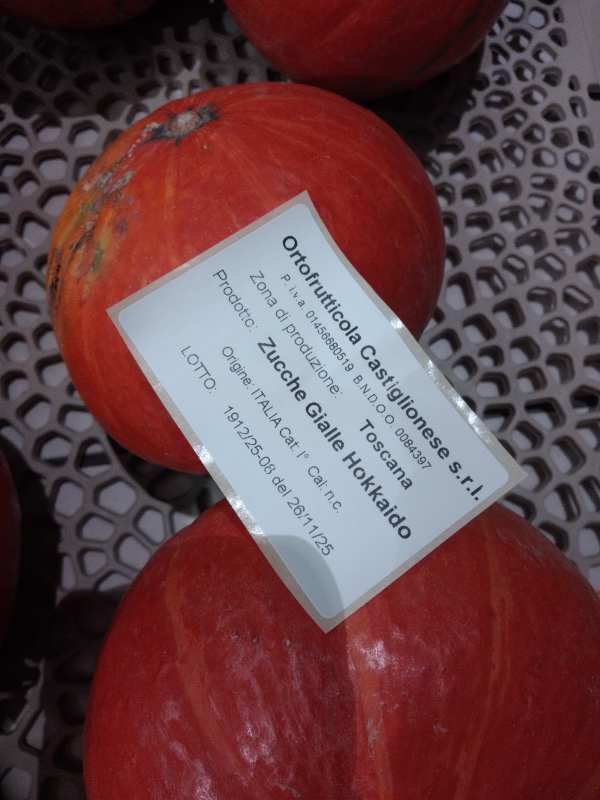 Ortofrutticola Castiglionese s.r.l.
P. i.v.a. 01456680519 B.N.D.O.O. 0084397
Zona di produzione: Toscana
Prodotto: Zucche Gialle Hokkaido
Origine: ITALIA Cat. I° Cal: n.c.
LOTTO: 1912/25-08 del 26/11/25